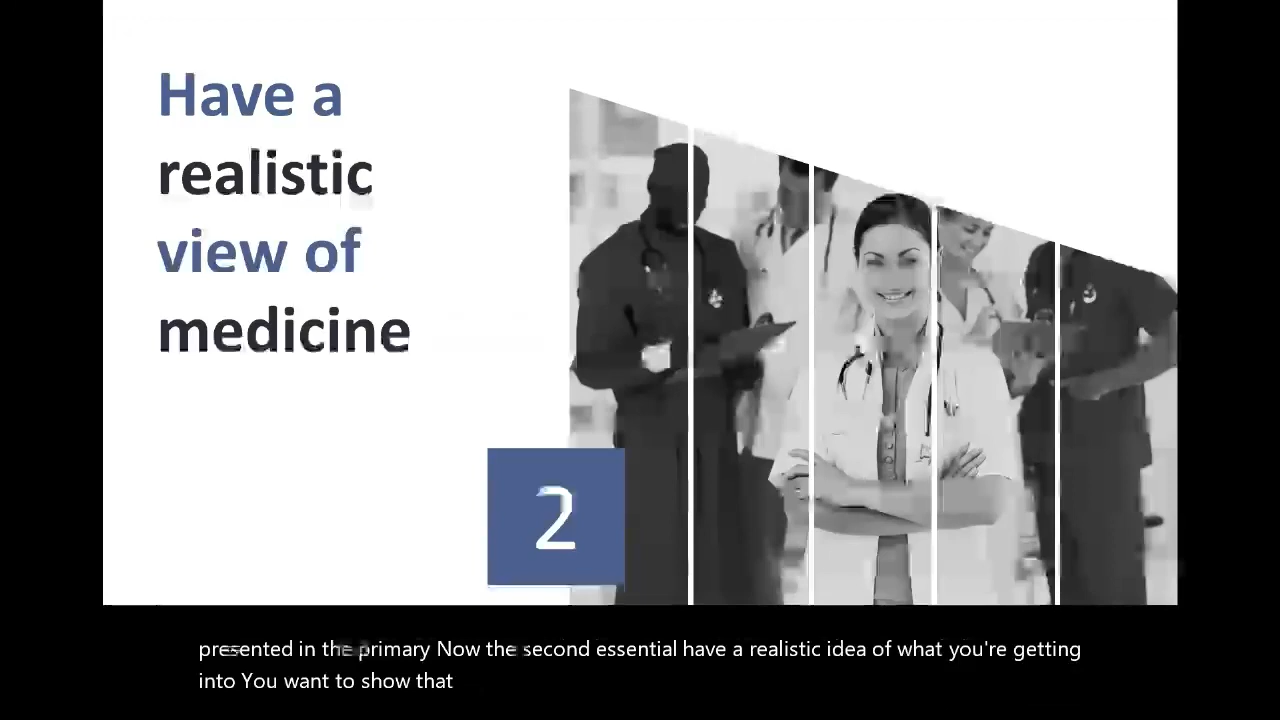 Have a
realistic
view of
medicine
2
presented in the primary Now the second essential have a realistic idea of what you're getting
into You want to show that